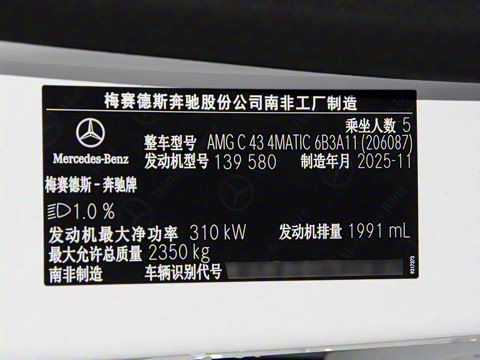 梅赛德斯奔驰股份公司南非工厂制造
乘坐人数 5
整车型号 AMG C 43 4MATIC 6B3A11 (206087)
Mercedes-Benz
发动机型号 139 580 制造年月 2025-11
梅赛德斯-奔驰牌
1.0 %
发动机最大净功率 310 kW 发动机排量 1991 mL
最大允许总质量 2350 kg
南非制造 车辆识别代号